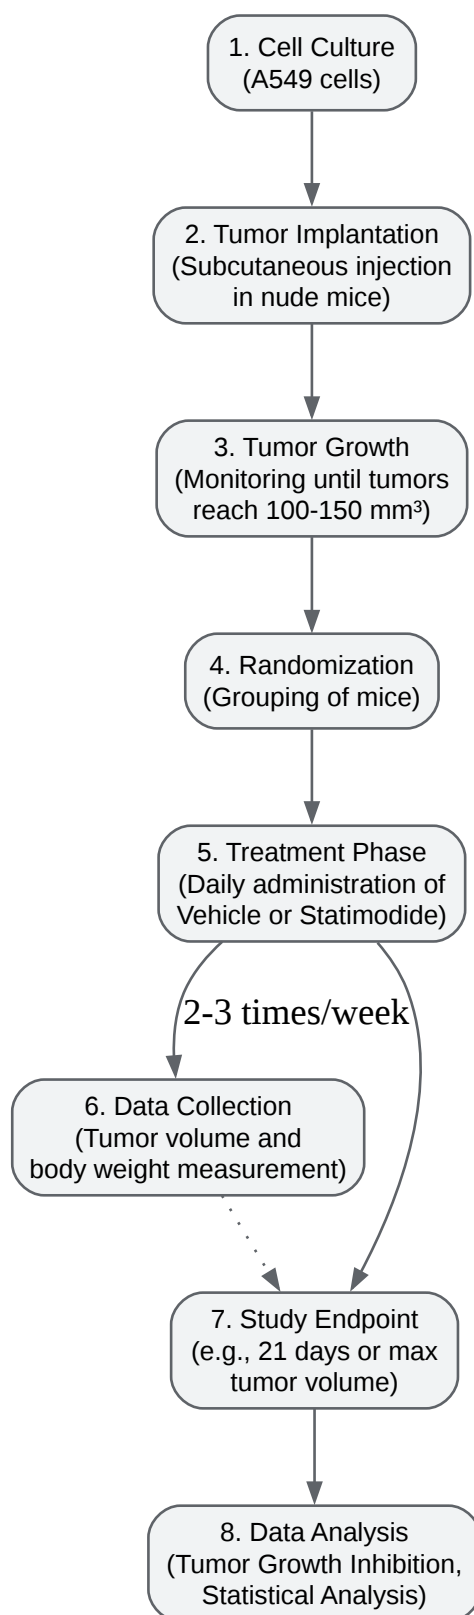 1. Cell Culture
(A549 cells)
2. Tumor Implantation
(Subcutaneous injection
in nude mice)
3. Tumor Growth
(Monitoring until tumors
reach 100-150 mm³)
4. Randomization
(Grouping of mice)
5. Treatment Phase
(Daily administration of
Vehicle or Statimodide)
2-3 times/week
6. Data Collection
(Tumor volume and
body weight measurement)
7. Study Endpoint
(e.g., 21 days or max
tumor volume)
8. Data Analysis
(Tumor Growth Inhibition,
Statistical Analysis)